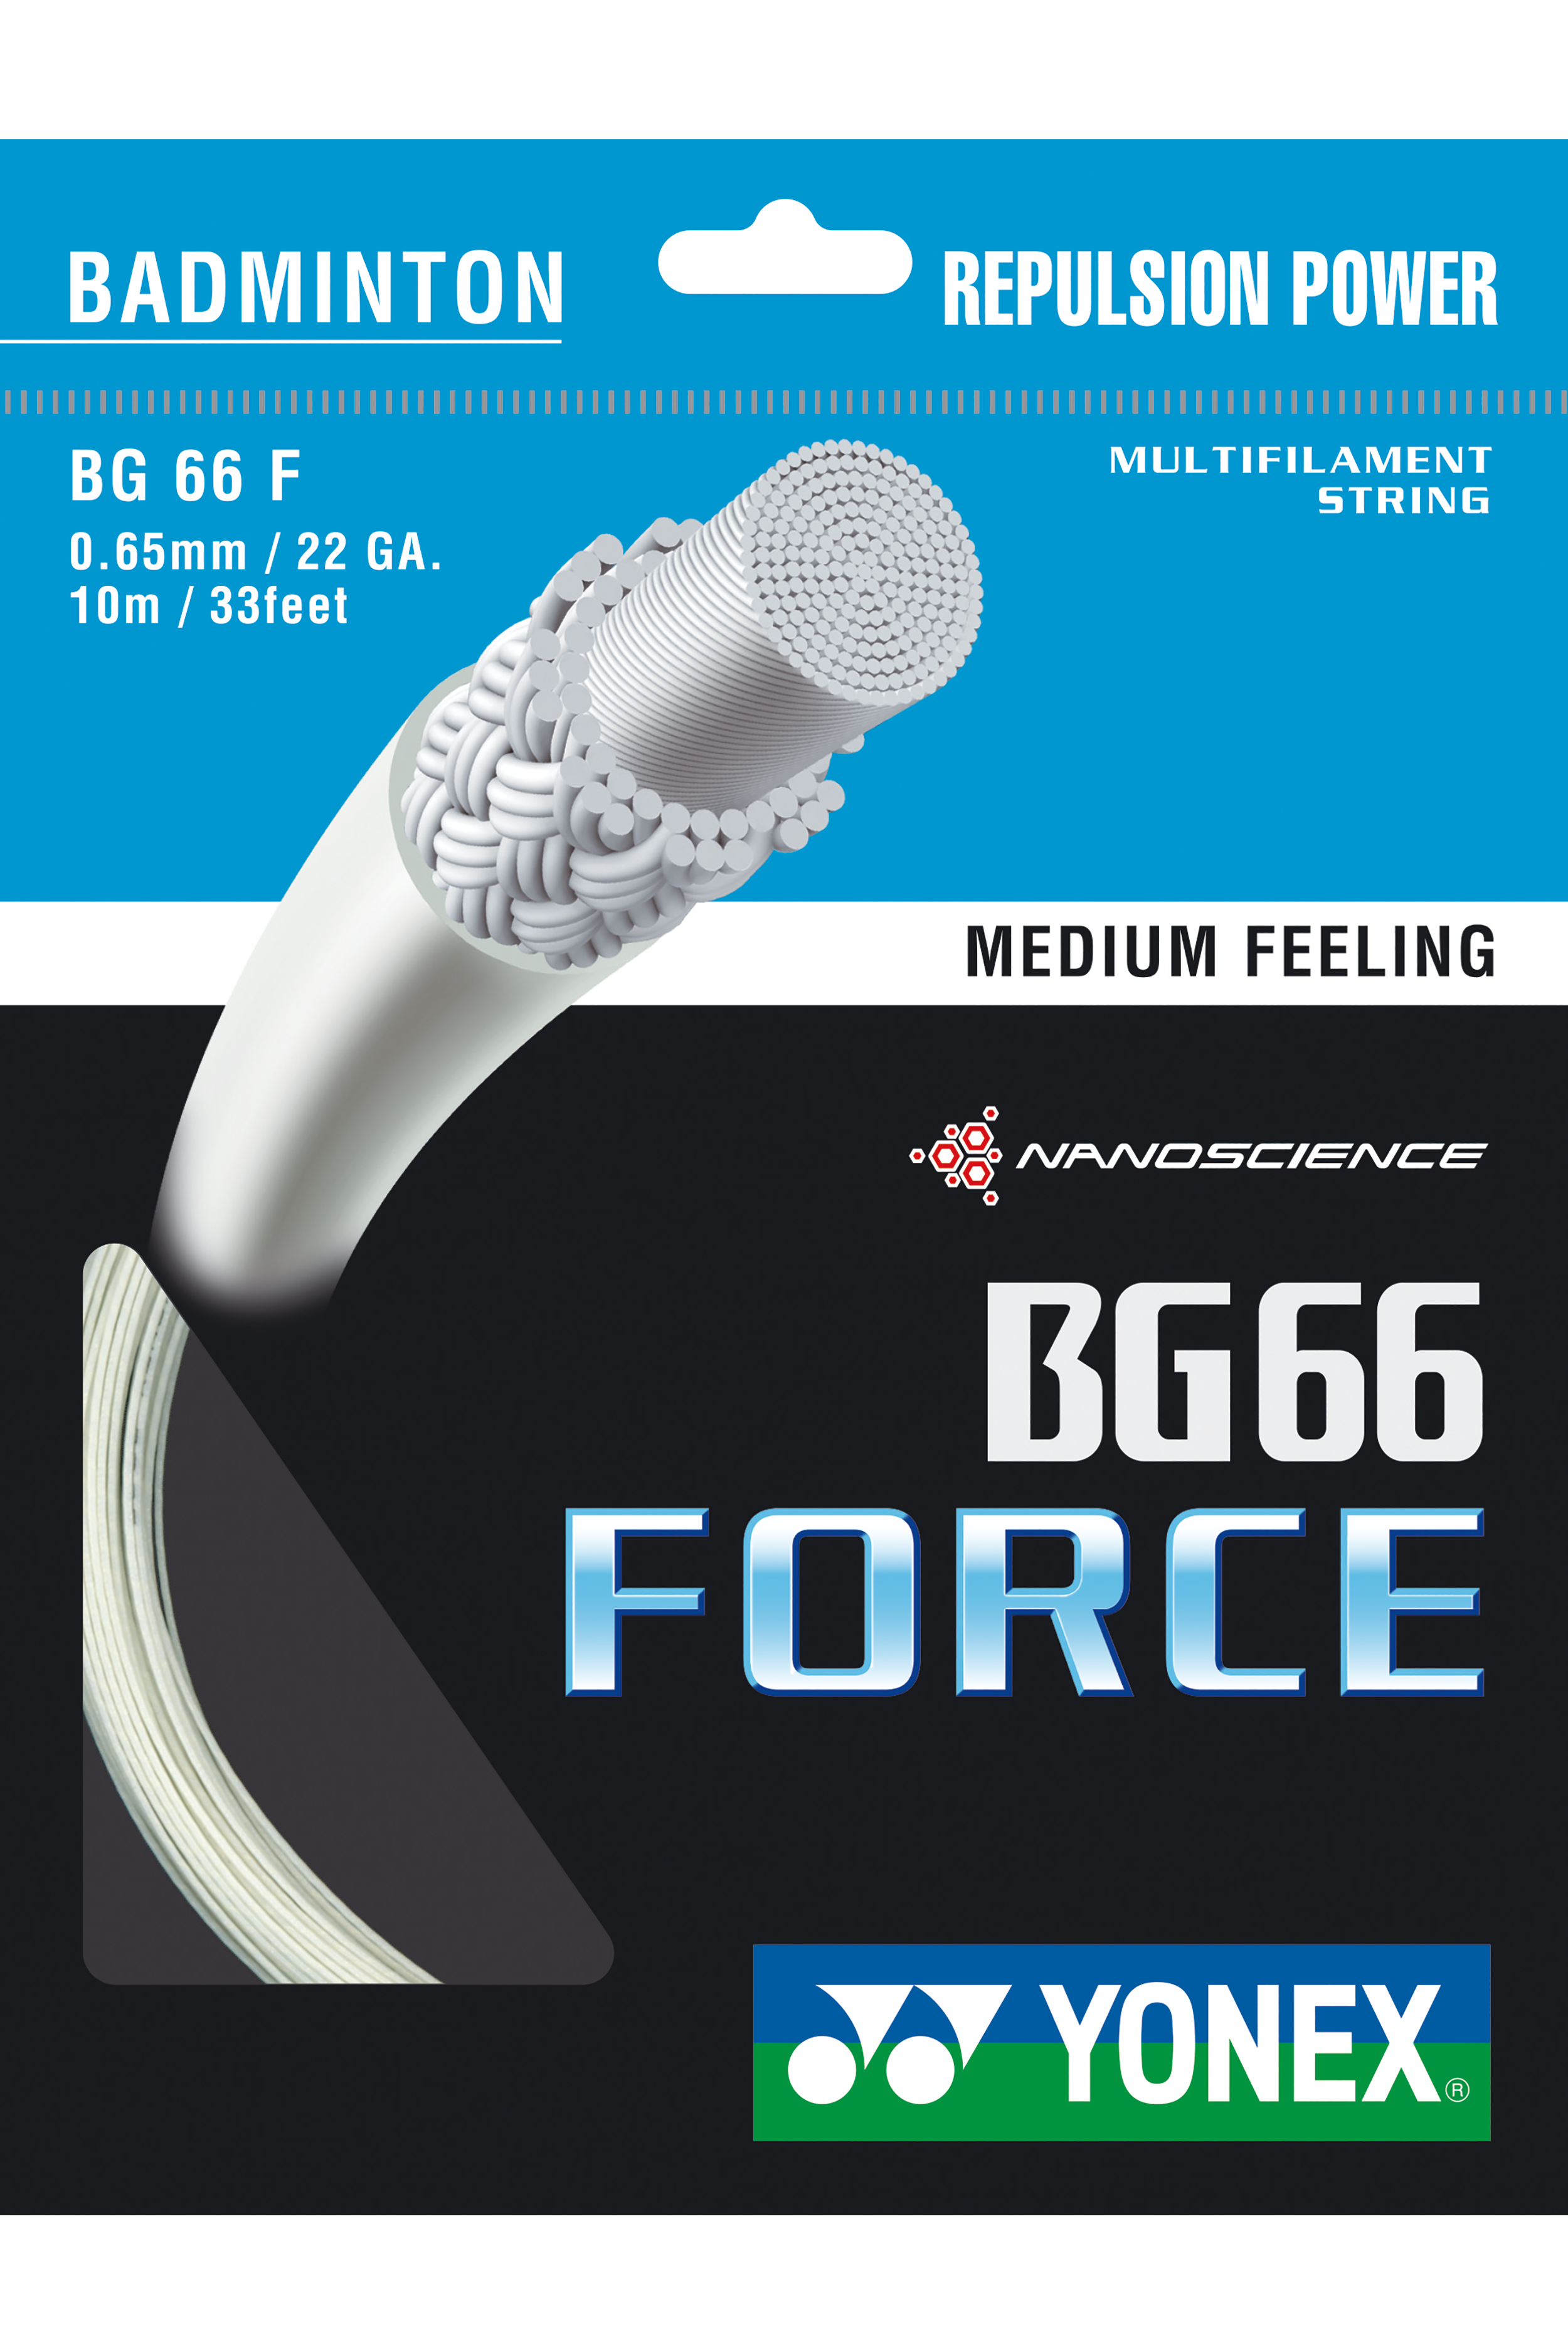 BADMINTON
REPULSION POWER
BG 66 F
0.65mm / 22 GA.
10m / 33feet
MULTIFILAMENT
STRING
MEDIUM FEELING
NANOSCIENCE
BG66
FORCE
YONEX®